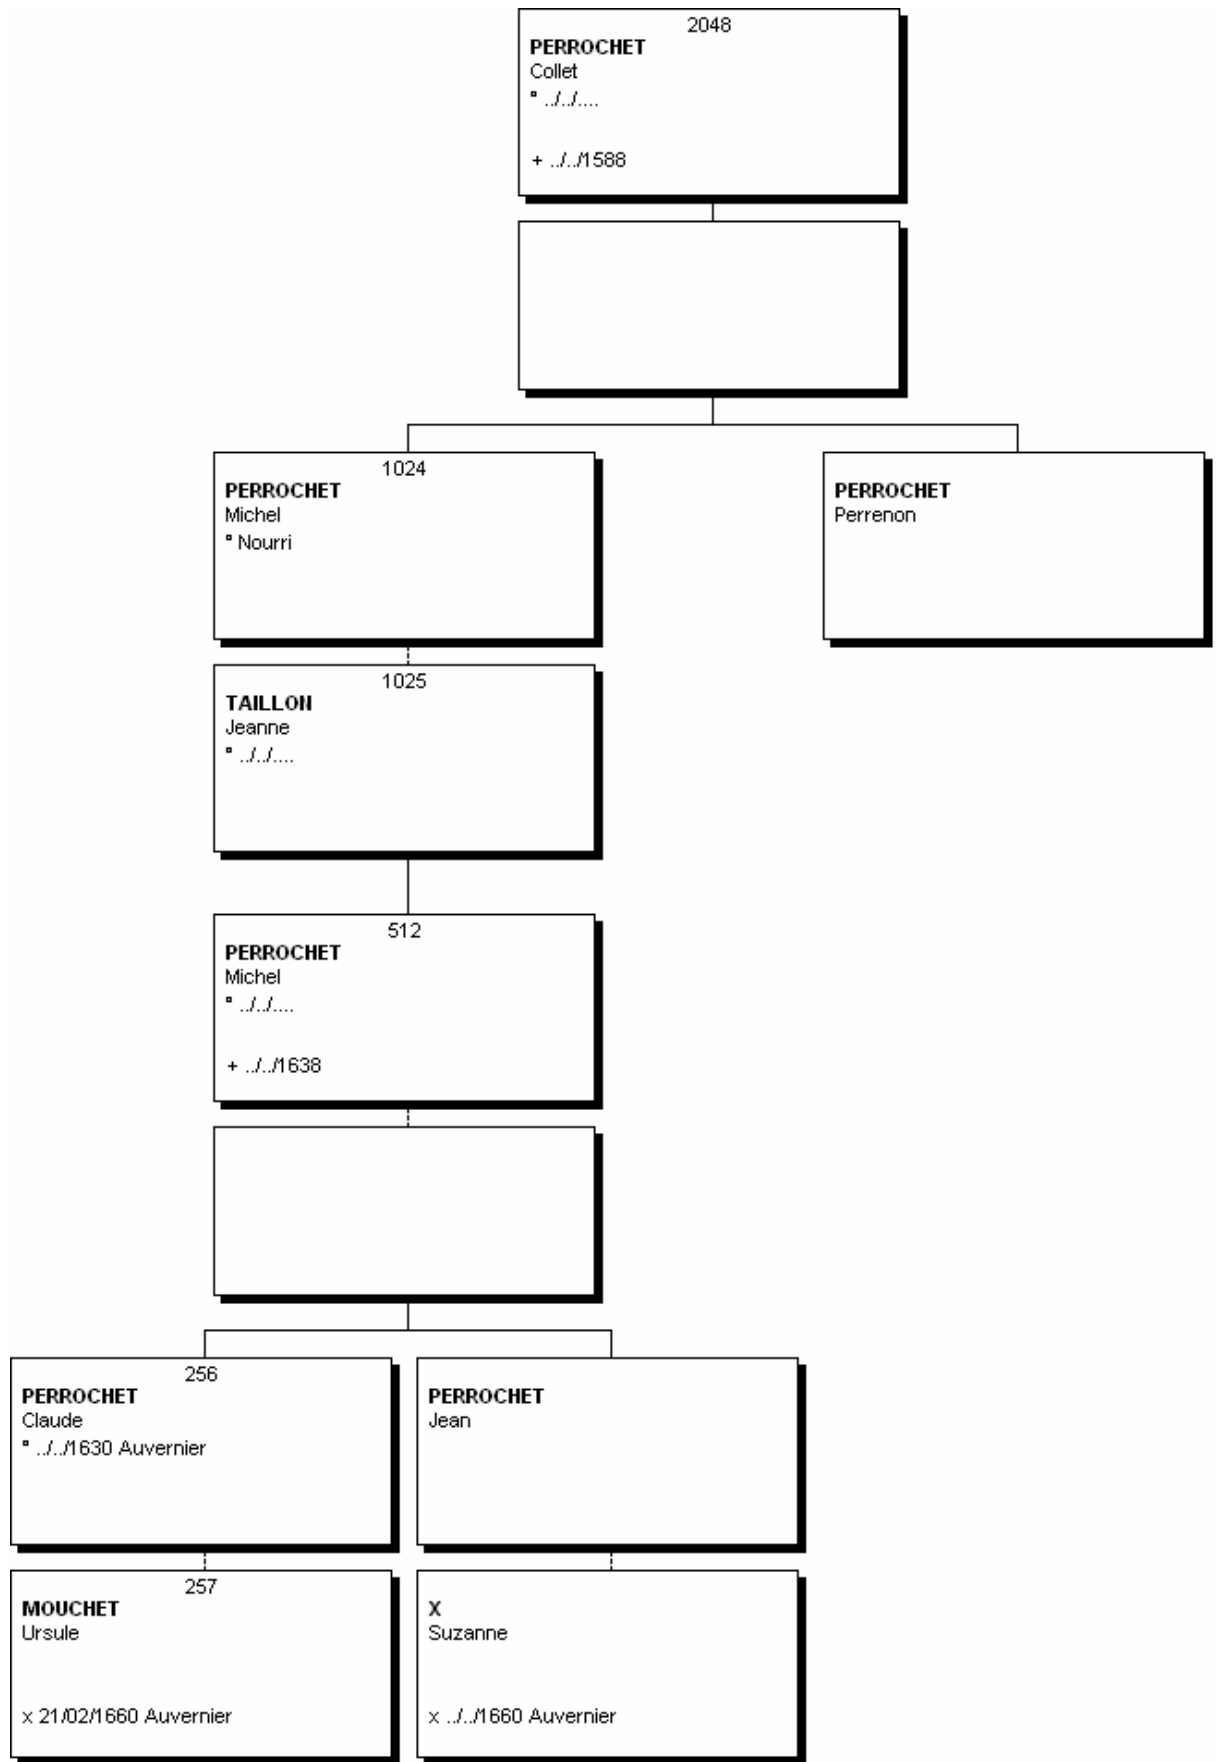 2048
PERROCHET
Collet
° ../../....
+ ../../1588
1024
PERROCHET
Michel
° Nourri
PERROCHET
Perrenon
1025
TAILLON
Jeanne
° ../../....
512
PERROCHET
Michel
° ../../....
+ ../../1638
256
PERROCHET
Claude
° ../../1630 Auvernier
PERROCHET
Jean
257
MOUCHET
Ursule
x 21/02/1660 Auvernier
X
Suzanne
x ../../1660 Auvernier